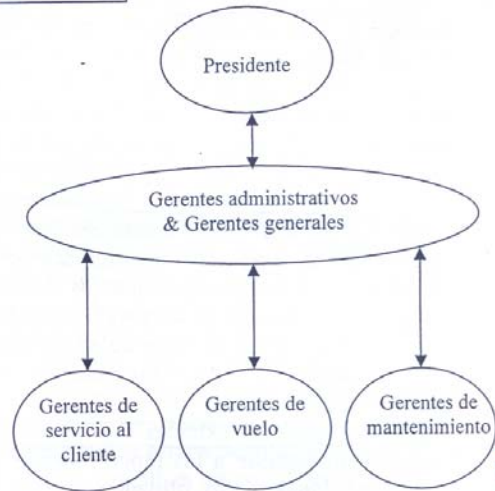 Presidente
Gerentes administrativos
& Gerentes generales
Gerentes de
servicio al
cliente
Gerentes de
vuelo
Gerentes de
mantenimiento